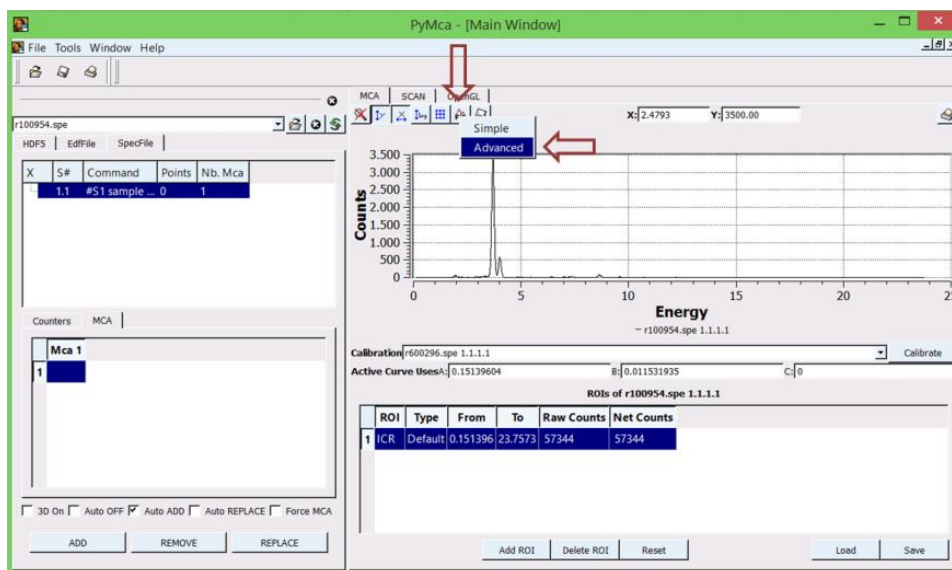 PyMca - [Main Window]
File Tools Window Help
MCA SCAN OpenGL
r100954.spe
X: 2.4793 Y: 3500.00
Simple
Advanced
HDF5 EdfFile SpecFile
X S# Command Points Nb. Mca
1.1 #S1 sample ... 0 1
3.500
3.000
2.500
2.000
1.500
1.000
500
0
Counts
0 5 10 15 20 2
Energy
r100954.spe 1.1.1.1
Counters MCA
Mca 1
1
Calibration r600296.spe 1.1.1.1 Calibrate
Active Curve Uses A: 0.15139604 B: 0.011531935 C: 0
ROIs of r100954.spe 1.1.1.1
ROI Type From To Raw Counts Net Counts
1 ICR Default 0.151396 23.7573 57344 57344
3D On Auto OFF Auto ADD Auto REPLACE Force MCA
ADD REMOVE REPLACE
Add ROI Delete ROI Reset Load Save